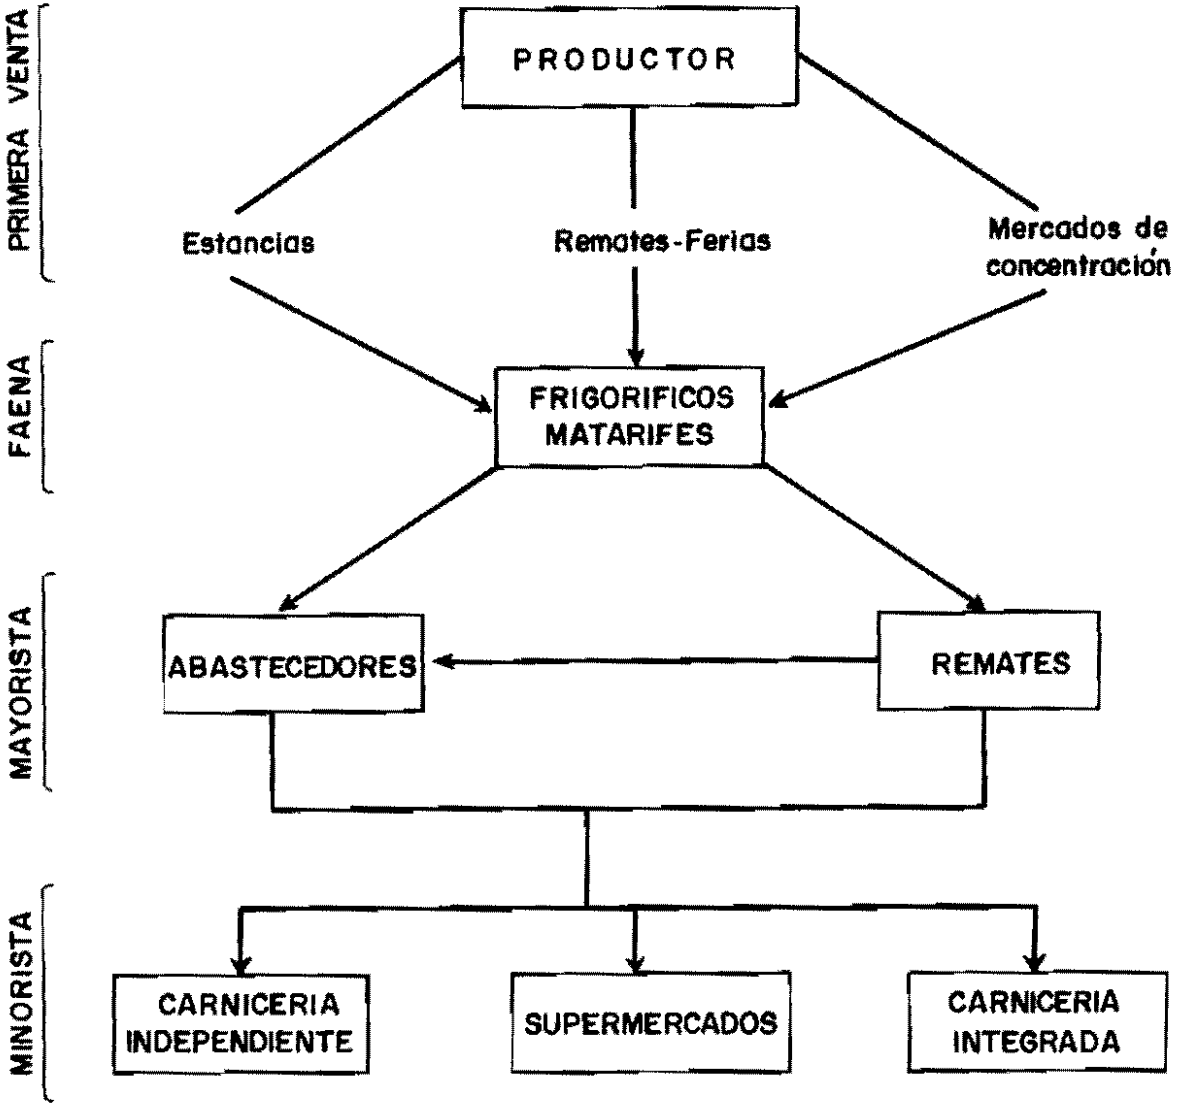 PRIMERA VENTA
PRODUCTOR
Estancias
Remates-Ferias
Mercados de
concentración
FAENA
FRIGORIFICOS
MATARIFES
MAYORISTA
ABASTECEDORES
REMATES
MINORISTA
CARNICERIA
INDEPENDIENTE
SUPERMERCADOS
CARNICERIA
INTEGRADA